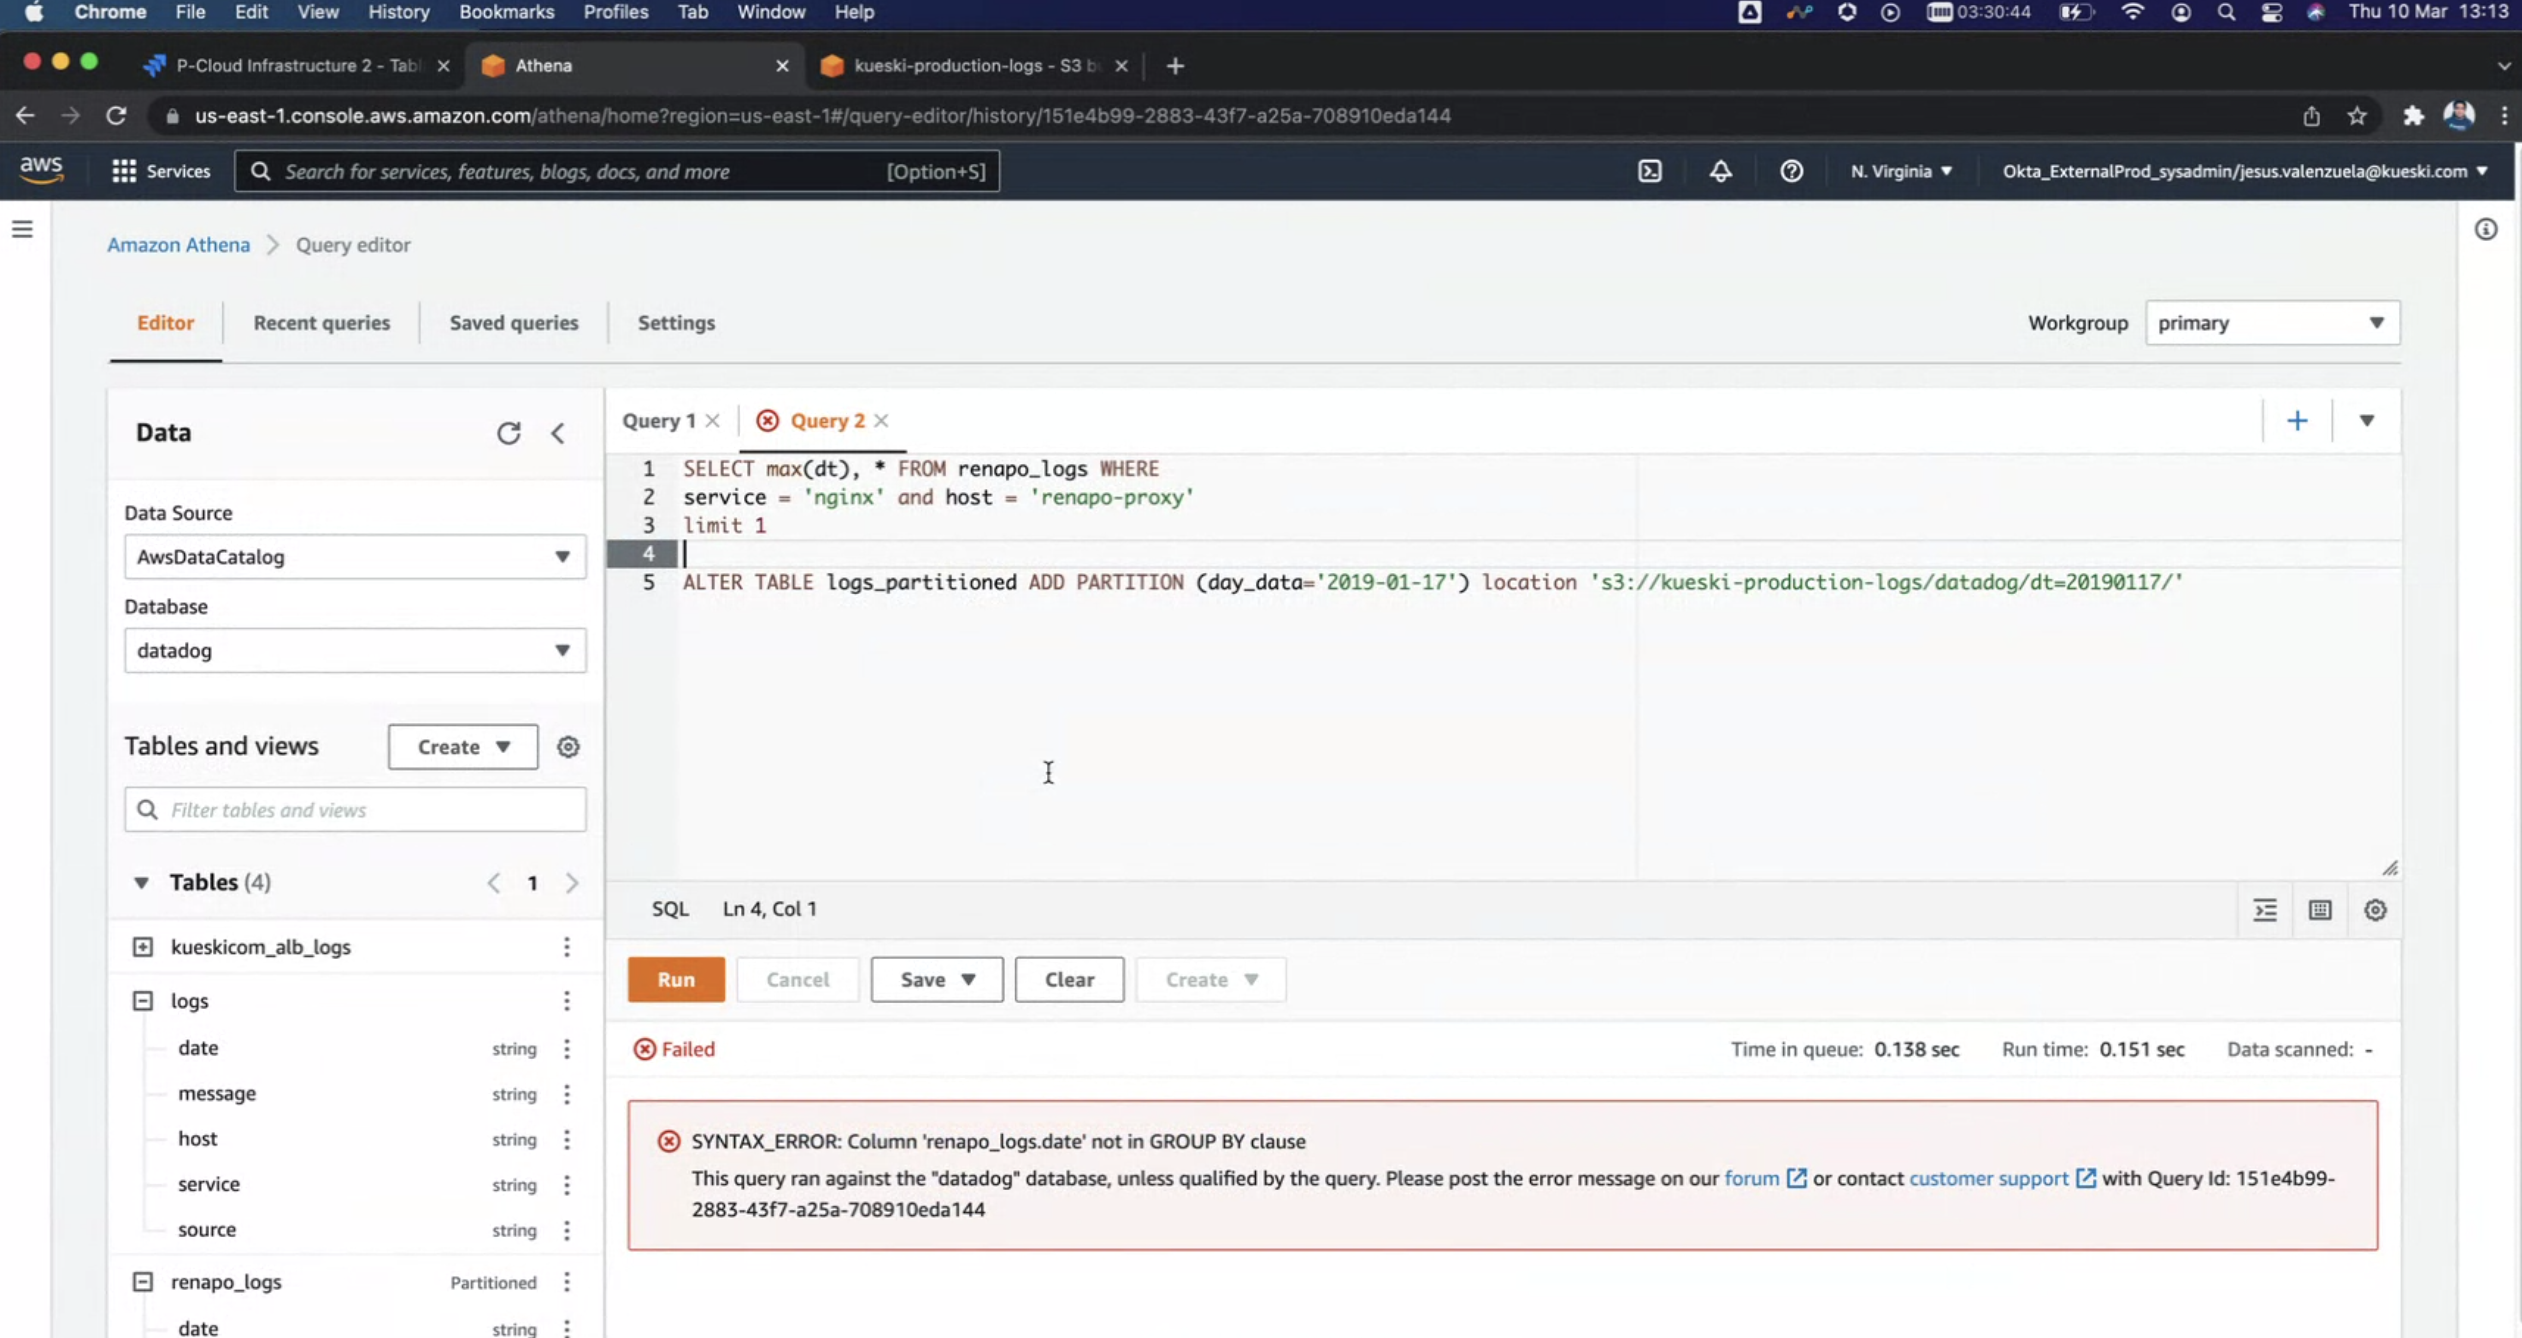 Chrome File Edit View History Bookmarks Profiles Tab Window Help 03:30:44 Thu 10 Mar 13:13
P-Cloud Infrastructure 2 - Tabl Athena kueski-production-logs - S3 b
us-east-1.console.aws.amazon.com/athena/home?region=us-east-1#/query-editor/history/151e4b99-2883-43f7-a25a-708910eda144
aws Services Search for services, features, blogs, docs, and more [Option+S] N. Virginia Okta_ExternalProd_sysadmin/jesus.valenzuela@kueski.com
Amazon Athena > Query editor
Editor Recent queries Saved queries Settings Workgroup primary
Data
Data Source
AwsDataCatalog
Database
datadog
Tables and views Create
Filter tables and views
Tables (4) < 1 >
kueskicom_alb_logs
logs
date string
message string
host string
service string
source string
renapo_logs Partitioned
date string
Query 1 Query 2
1 SELECT max(dt), * FROM renapo_logs WHERE
2 service = 'nginx' and host = 'renapo-proxy'
3 limit 1
4
5 ALTER TABLE logs_partitioned ADD PARTITION (day_data='2019-01-17') location 's3://kueski-production-logs/datadog/dt=20190117/'
SQL Ln 4, Col 1
Run Cancel Save Clear Create
Failed Time in queue: 0.138 sec Run time: 0.151 sec Data scanned: -
SYNTAX_ERROR: Column 'renapo_logs.date' not in GROUP BY clause
This query ran against the "datadog" database, unless qualified by the query. Please post the error message on our forum or contact customer support with Query Id: 151e4b99-
2883-43f7-a25a-708910eda144